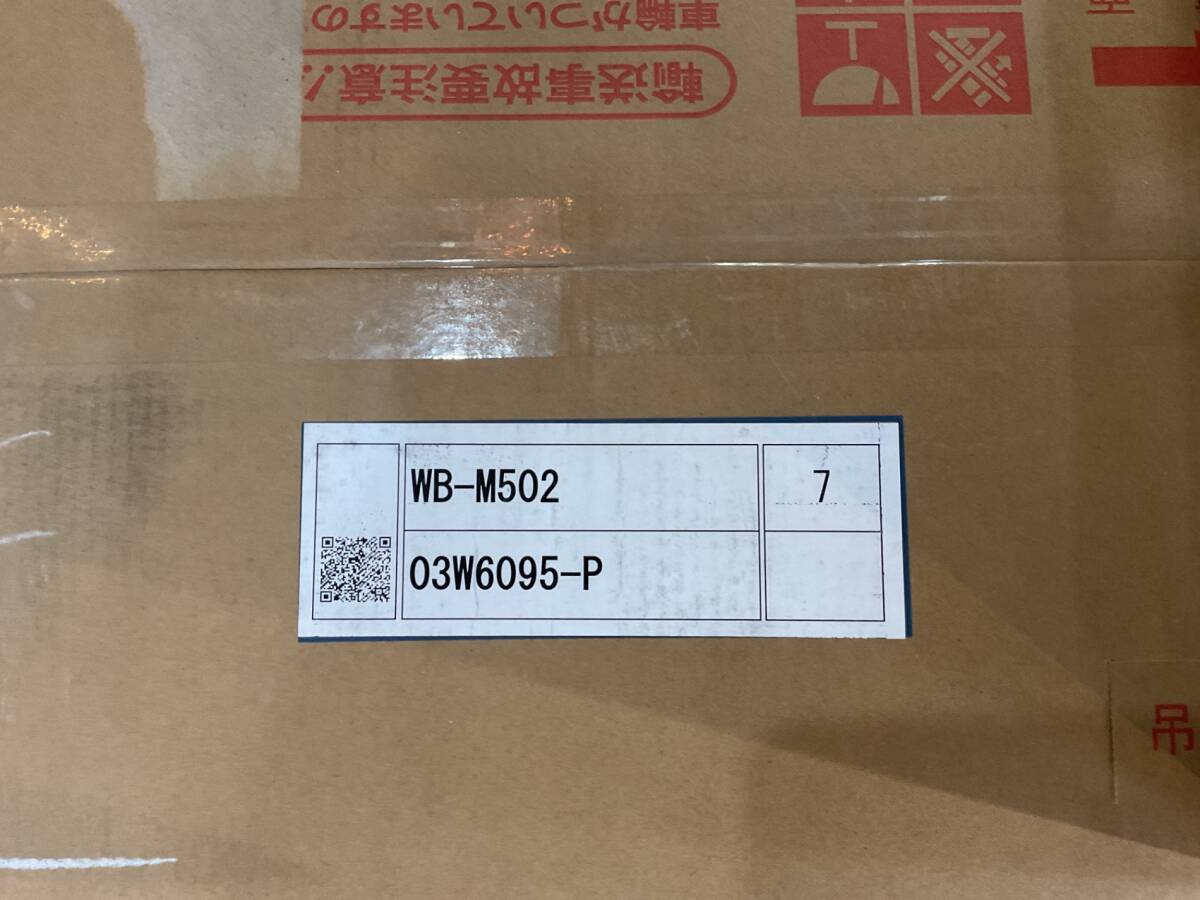 車輪がついていますの
輸送事故要注意!!
WB-M502
7
03W6095-P
吊